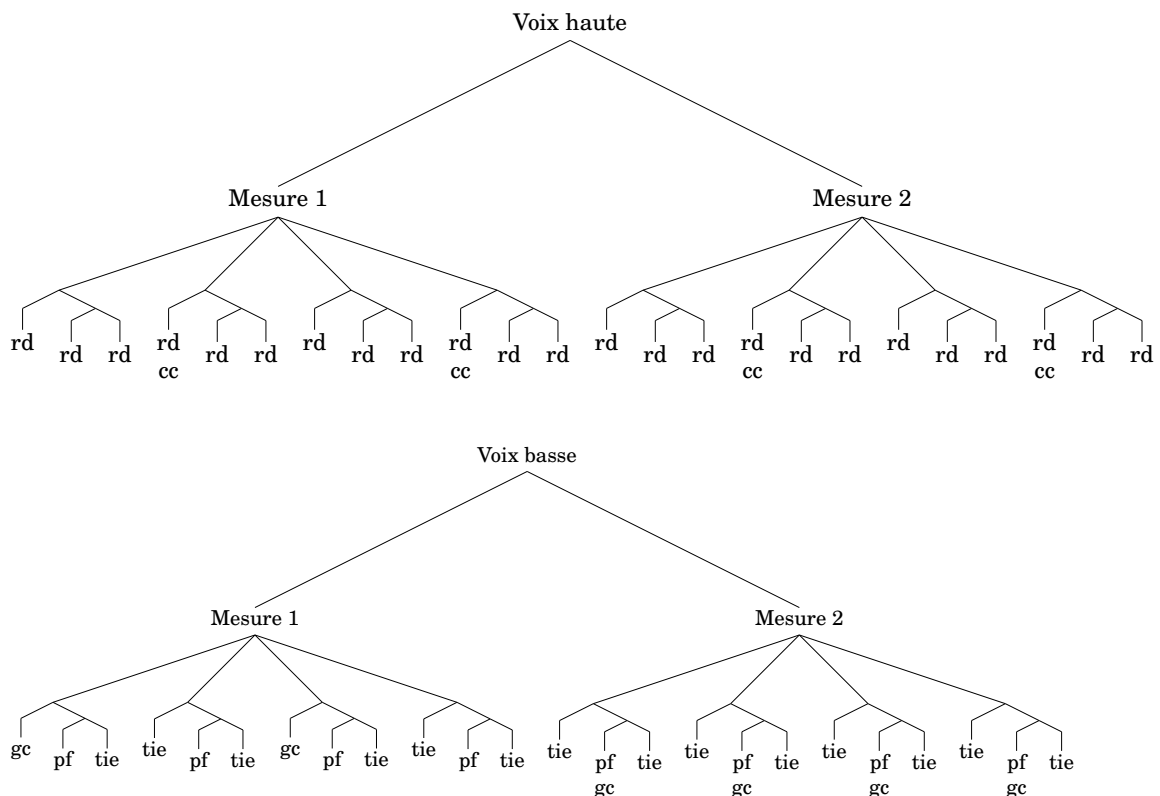 Voix haute
Mesure 1 Mesure 2
rd rd rd rd rd rd rd rd rd rd rd rd rd rd rd rd rd rd rd rd rd rd rd rd
cc cc cc cc
Voix basse
Mesure 1 Mesure 2
gc pf tie tie pf tie gc pf tie tie pf tie tie pf tie tie pf tie tie pf tie tie pf tie
gc gc gc gc